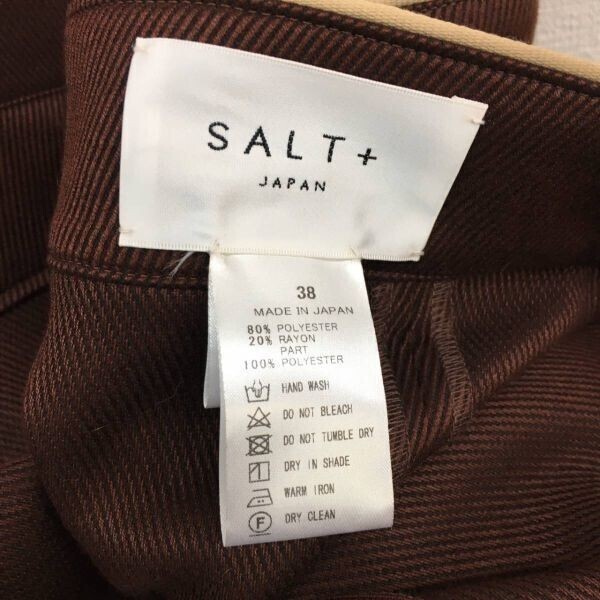 SALT+
JAPAN
38
MADE IN JAPAN
80% POLYESTER
20% RAYON
PART
100% POLYESTER
HAND WASH
DO NOT BLEACH
DO NOT TUMBLE DRY
DRY IN SHADE
WARM IRON
F DRY CLEAN